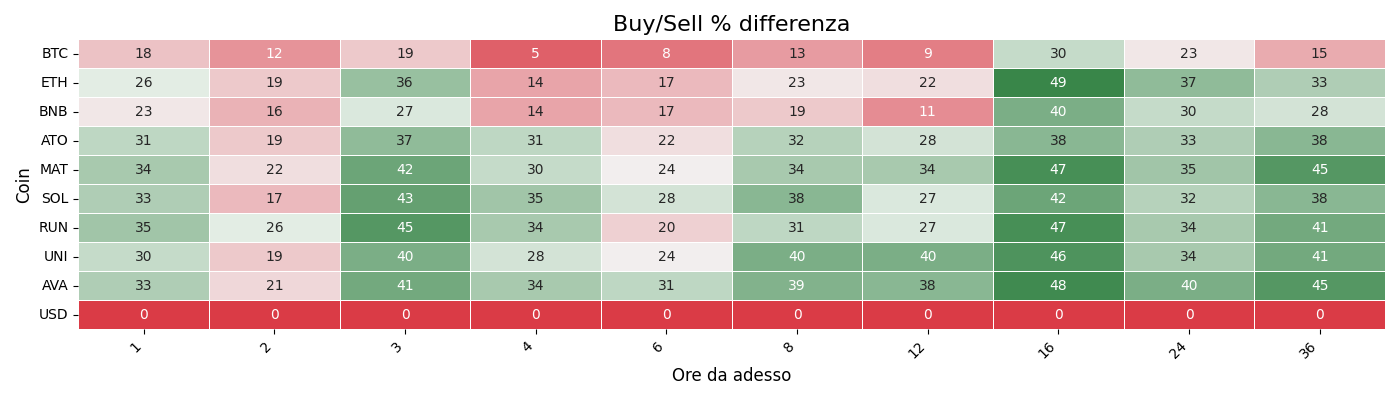 Buy/Sell % differenza
Coin
BTC 18 12 19 5 8 13 9 30 23 15
ETH 26 19 36 14 17 23 22 49 37 33
BNB 23 16 27 14 17 19 11 40 30 28
ATO 31 19 37 31 22 32 28 38 33 38
MAT 34 22 42 30 24 34 34 47 35 45
SOL 33 17 43 35 28 38 27 42 32 38
RUN 35 26 45 34 20 31 27 47 34 41
UNI 30 19 40 28 24 40 40 46 34 41
AVA 33 21 41 34 31 39 38 48 40 45
USD 0 0 0 0 0 0 0 0 0 0
1 2 3 4 6 8 12 16 24 36
Ore da adesso